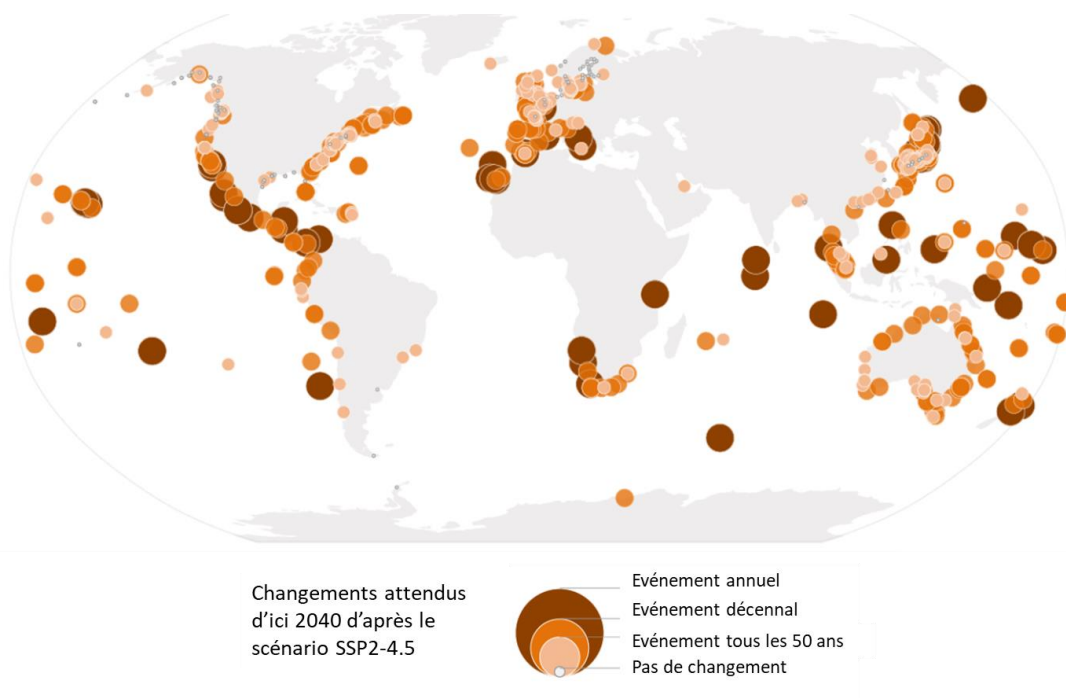 Changements attendus
d’ici 2040 d’après le
scénario SSP2-4.5
Evénement annuel
Evénement décennal
Evénement tous les 50 ans
Pas de changement